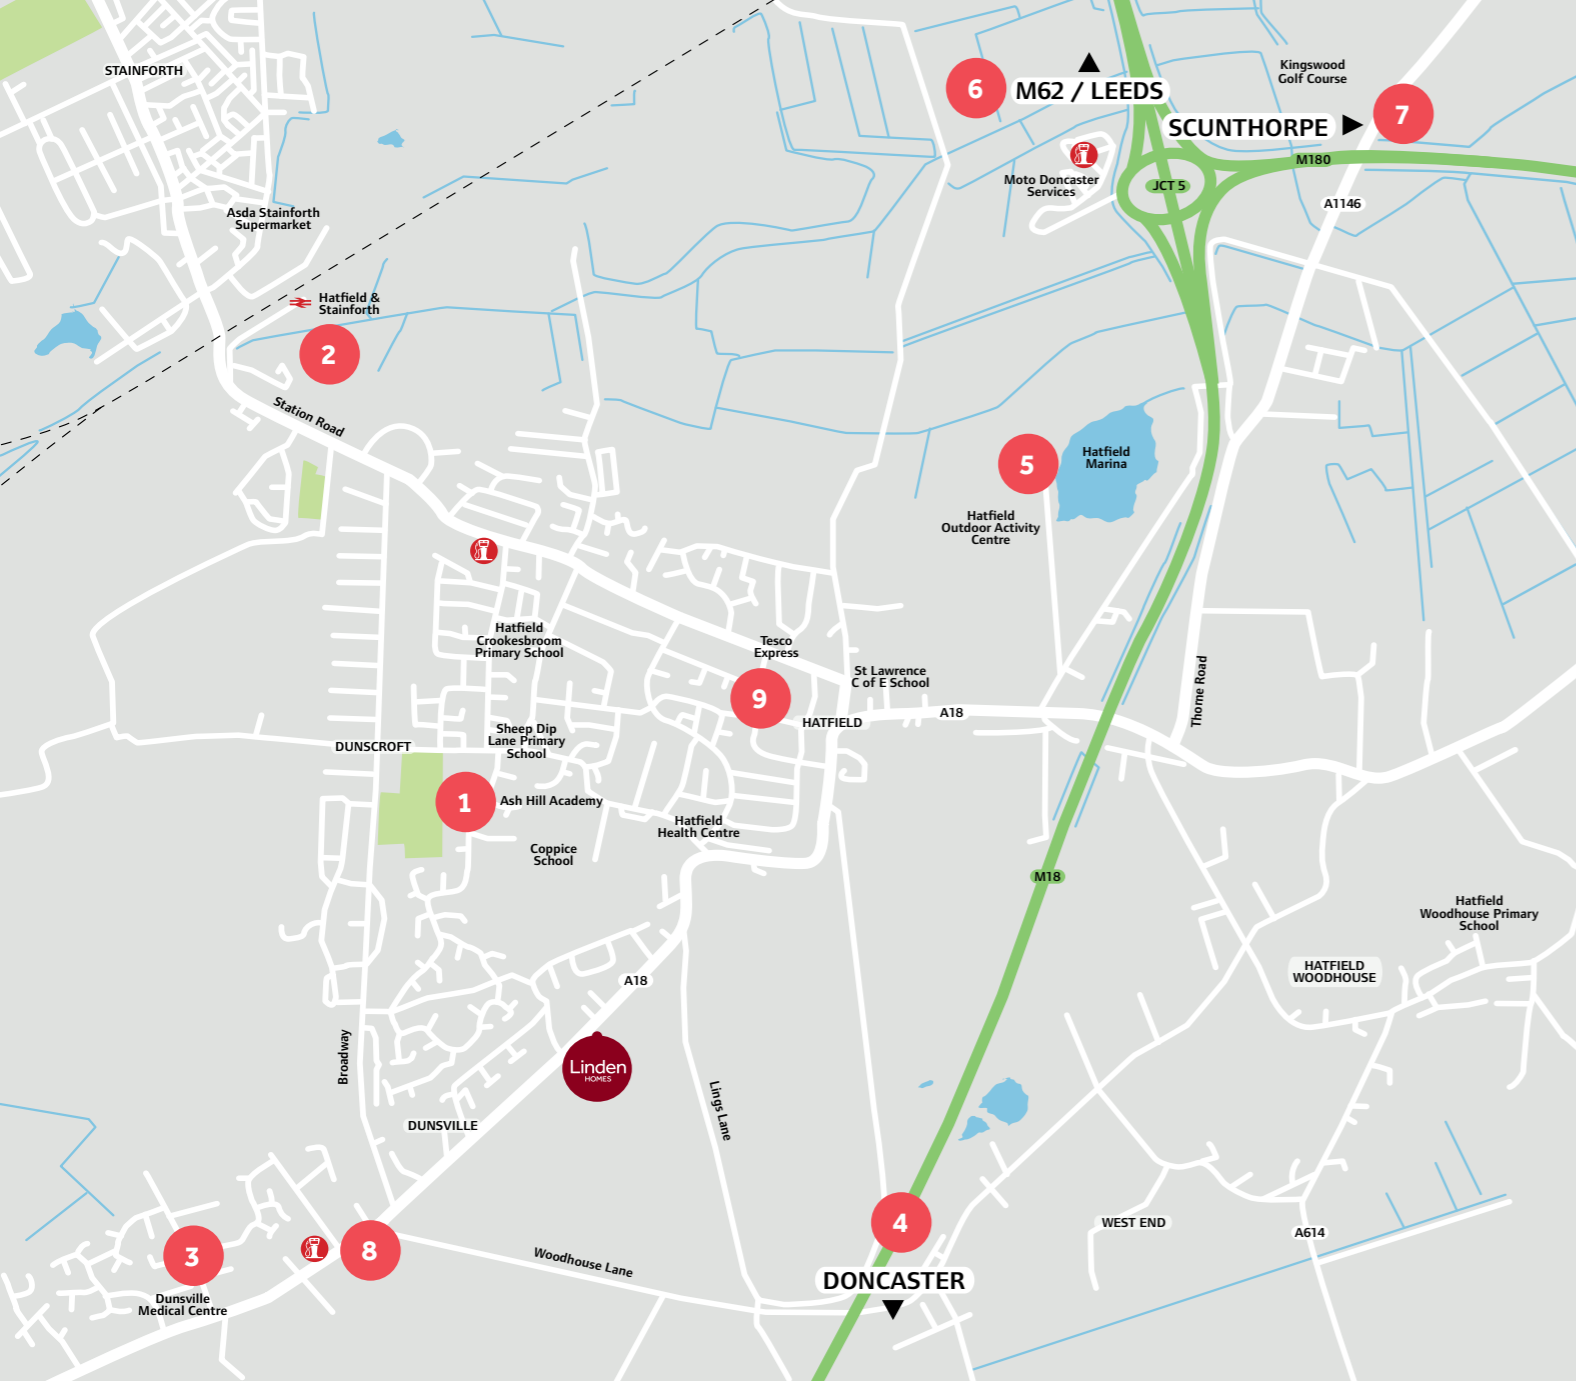 STAINFORTH
Kingswood
Golf Course
6
M62 / LEEDS
7
SCUNTHORPE
M180
Moto Doncaster
Services
JCT 5
A1146
Asda Stainforth
Supermarket
Hatfield &
Stainforth
2
Station Road
5
Hatfield
Marina
Hatfield
Outdoor Activity
Centre
Hatfield
Crookesbroom
Primary School
Tesco
Express
St Lawrence
C of E School
9
HATFIELD
A18
Thorne Road
DUNSCROFT
Sheep Dip
Lane Primary
School
1
Ash Hill Academy
Hatfield
Health Centre
Coppice
School
M18
Hatfield
Woodhouse Primary
School
HATFIELD
WOODHOUSE
A18
Broadway
Linden
HOMES
Lings Lane
DUNSVILLE
4
WEST END
A614
3
8
Woodhouse Lane
DONCASTER
Dunsville
Medical Centre